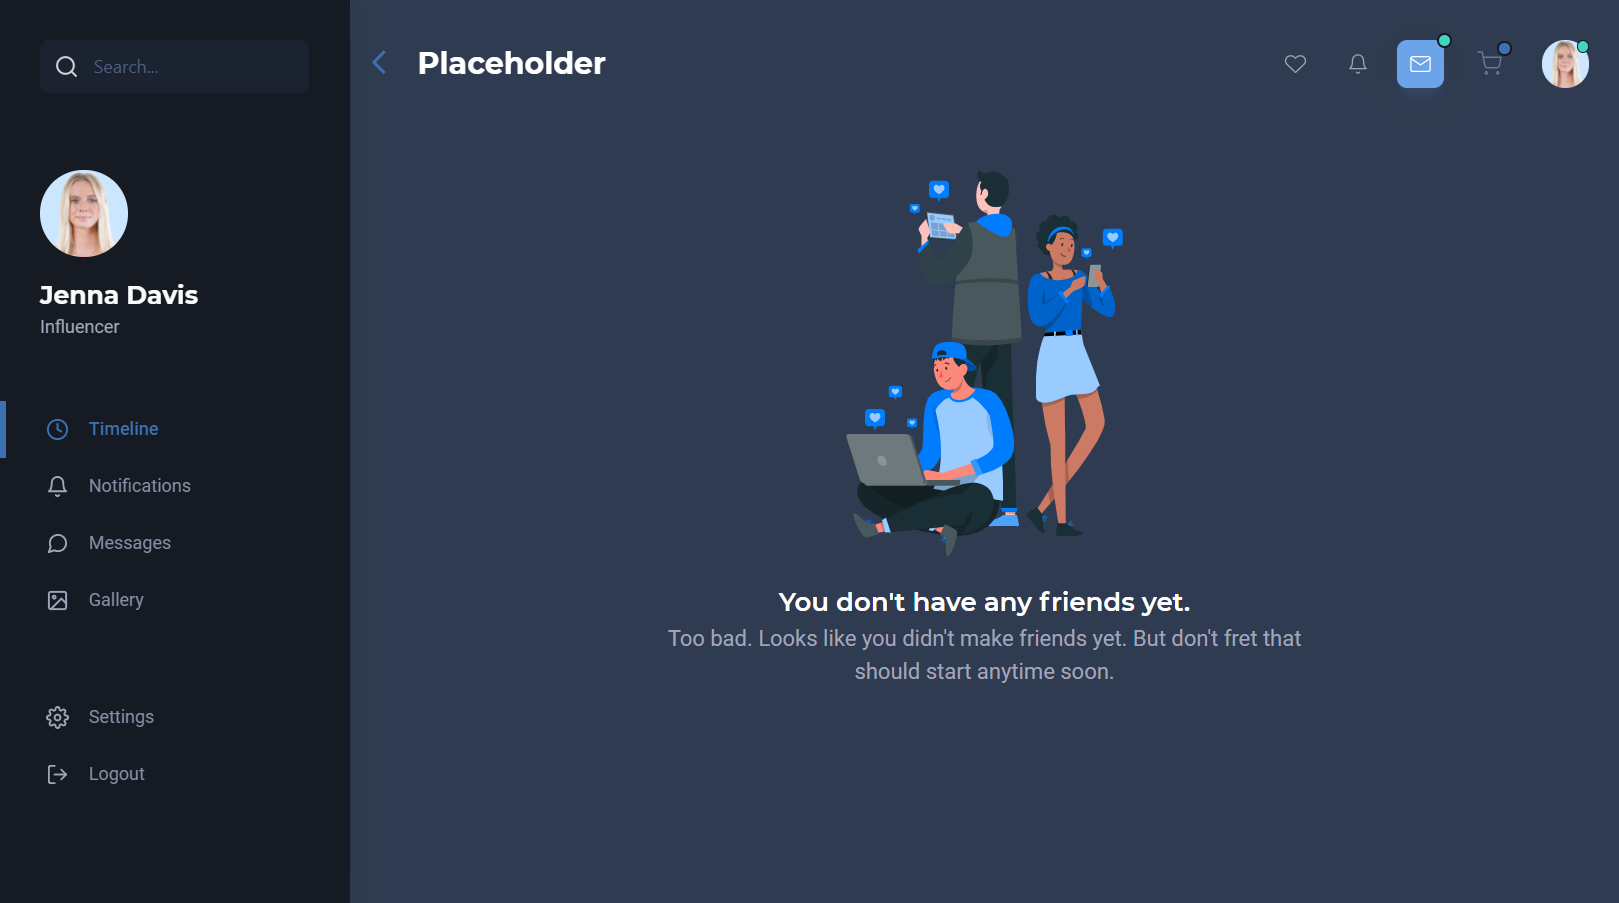 Search...
Jenna Davis
Influencer
Timeline
Notifications
Messages
Gallery
Settings
Logout
Placeholder
You don't have any friends yet.
Too bad. Looks like you didn't make friends yet. But don't fret that
should start anytime soon.